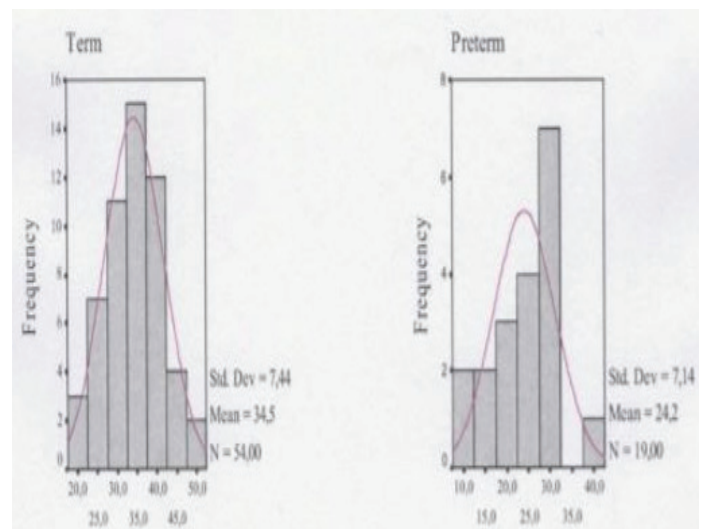 Term
16
14
12
10
8
6
4
2
0
Frequency
20,0 30,0 40,0 50,0
25,0 35,0 45,0
Std. Dev = 7,44
Mean = 34,5
N = 54,00
Preterm
8
6
4
2
0
Frequency
10,0 20,0 30,0 40,0
15,0 25,0 35,0
Std. Dev = 7,14
Mean = 24,2
N = 19,00